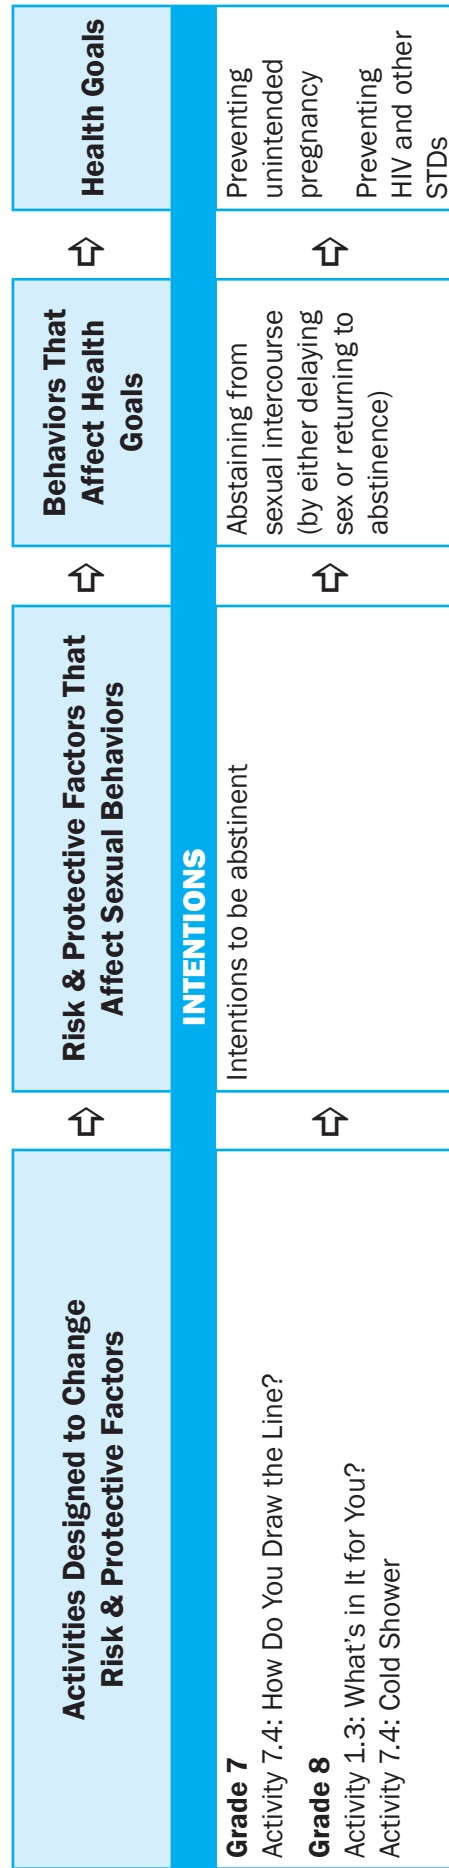 Activities Designed to Change
Risk & Protective Factors
Risk & Protective Factors That
Affect Sexual Behaviors
Behaviors That
Affect Health
Goals
Health Goals
INTENTIONS
Grade 7
Activity 7.4: How Do You Draw the Line?
Grade 8
Activity 1.3: What’s in It for You?
Activity 7.4: Cold Shower
Intentions to be abstinent
Abstaining from
sexual intercourse
(by either delaying
sex or returning to
abstinence)
Preventing
unintended
pregnancy
Preventing
HIV and other
STDs